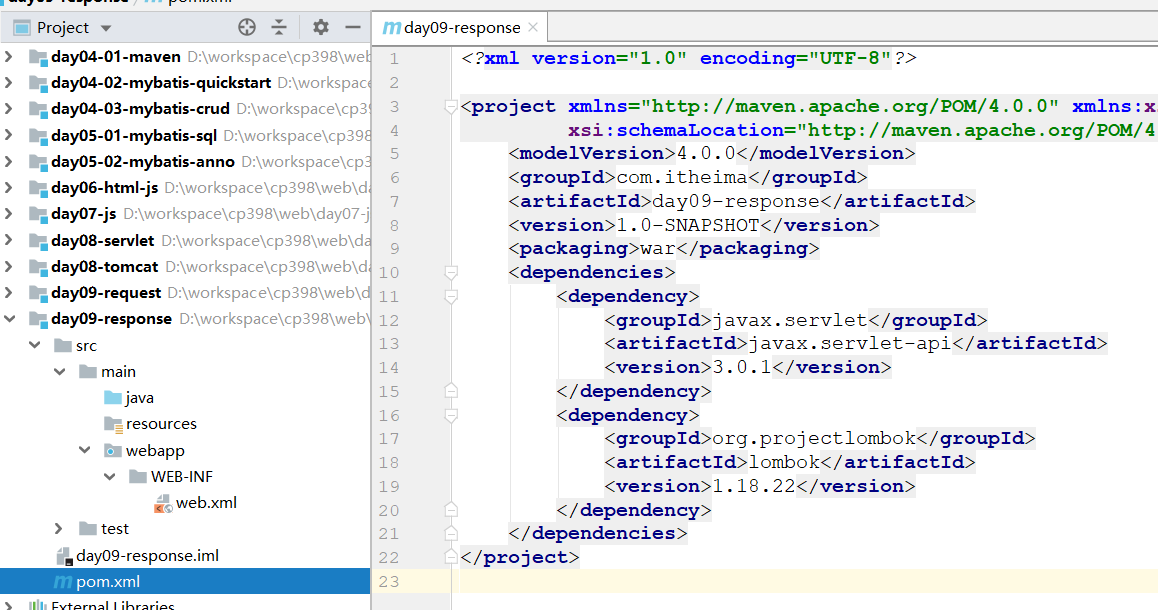 Project
day04-01-maven D:\workspace\cp398\web
day04-02-mybatis-quickstart D:\workspace
day04-03-mybatis-crud D:\workspace\cp39
day05-01-mybatis-sql D:\workspace\cp398
day05-02-mybatis-anno D:\workspace\cp3
day06-html-js D:\workspace\cp398\web\da
day07-js D:\workspace\cp398\web\day07-j
day08-servlet D:\workspace\cp398\web\da
day08-tomcat D:\workspace\cp398\web\d
day09-request D:\workspace\cp398\web\d
day09-response D:\workspace\cp398\web\
src
main
java
resources
webapp
WEB-INF
web.xml
test
day09-response.iml
pom.xml
External Libraries
day09-response
1 <?xml version="1.0" encoding="UTF-8"?>
2
3 <project xmlns="http://maven.apache.org/POM/4.0.0" xmlns:x
4 xsi:schemaLocation="http://maven.apache.org/POM/4
5 <modelVersion>4.0.0</modelVersion>
6 <groupId>com.itheima</groupId>
7 <artifactId>day09-response</artifactId>
8 <version>1.0-SNAPSHOT</version>
9 <packaging>war</packaging>
10 <dependencies>
11 <dependency>
12 <groupId>javax.servlet</groupId>
13 <artifactId>javax.servlet-api</artifactId>
14 <version>3.0.1</version>
15 </dependency>
16 <dependency>
17 <groupId>org.projectlombok</groupId>
18 <artifactId>lombok</artifactId>
19 <version>1.18.22</version>
20 </dependency>
21 </dependencies>
22 </project>
23